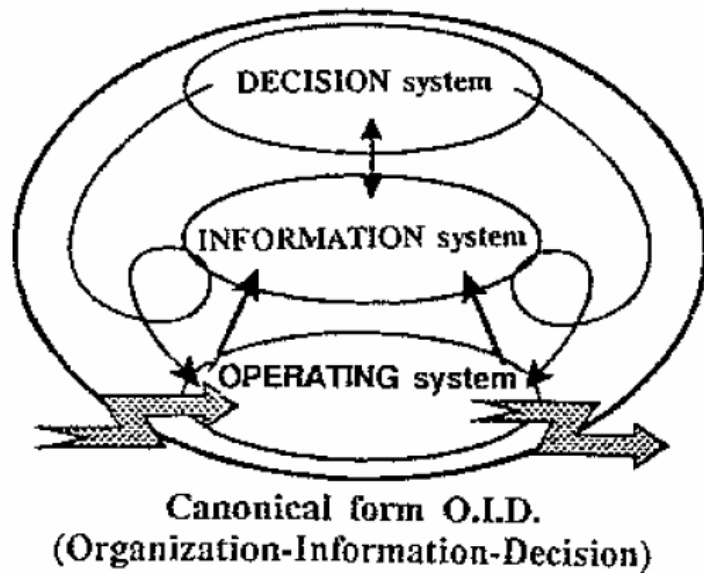 DECISION system
INFORMATION system
OPERATING system
Canonical form O.I.D.
(Organization-Information-Decision)